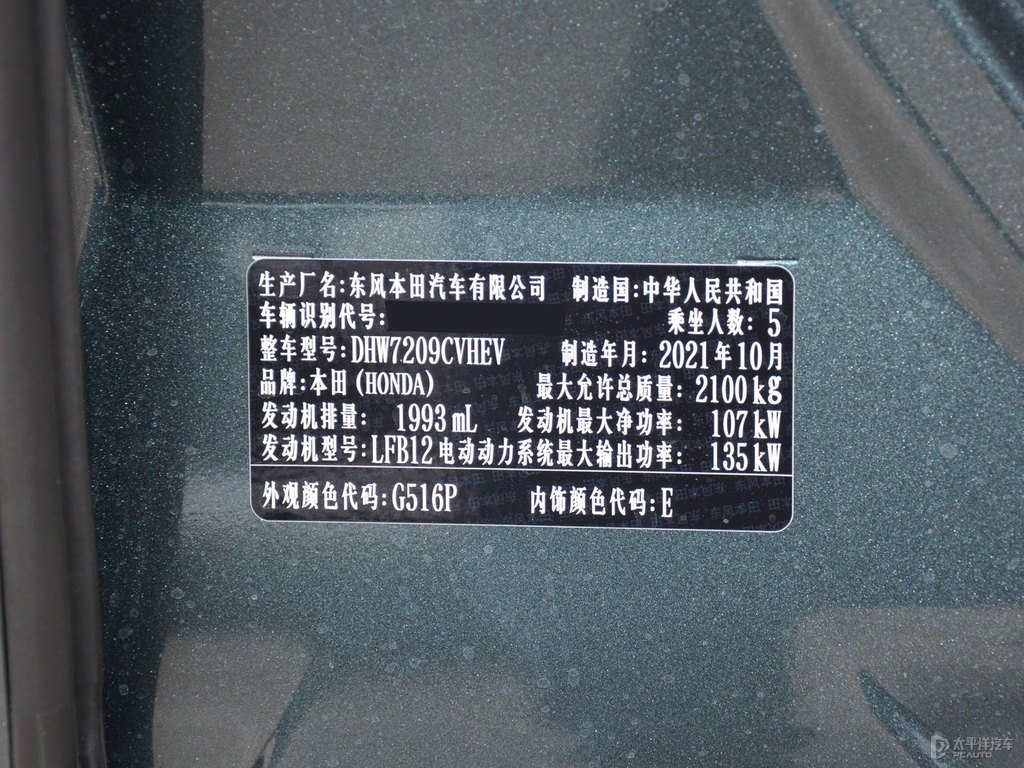 生产厂名:东风本田汽车有限公司 制造国:中华人民共和国
车辆识别代号: 乘坐人数: 5
整车型号:DHW7209CVHEV 制造年月: 2021年10月
品牌:本田(HONDA) 最大允许总质量: 2100kg
发动机排量: 1993mL 发动机最大净功率: 107kW
发动机型号:LFB12 电动动力系统最大输出功率: 135kW
外观颜色代码:G516P 内饰颜色代码:E
太平洋汽车
PCAUTO